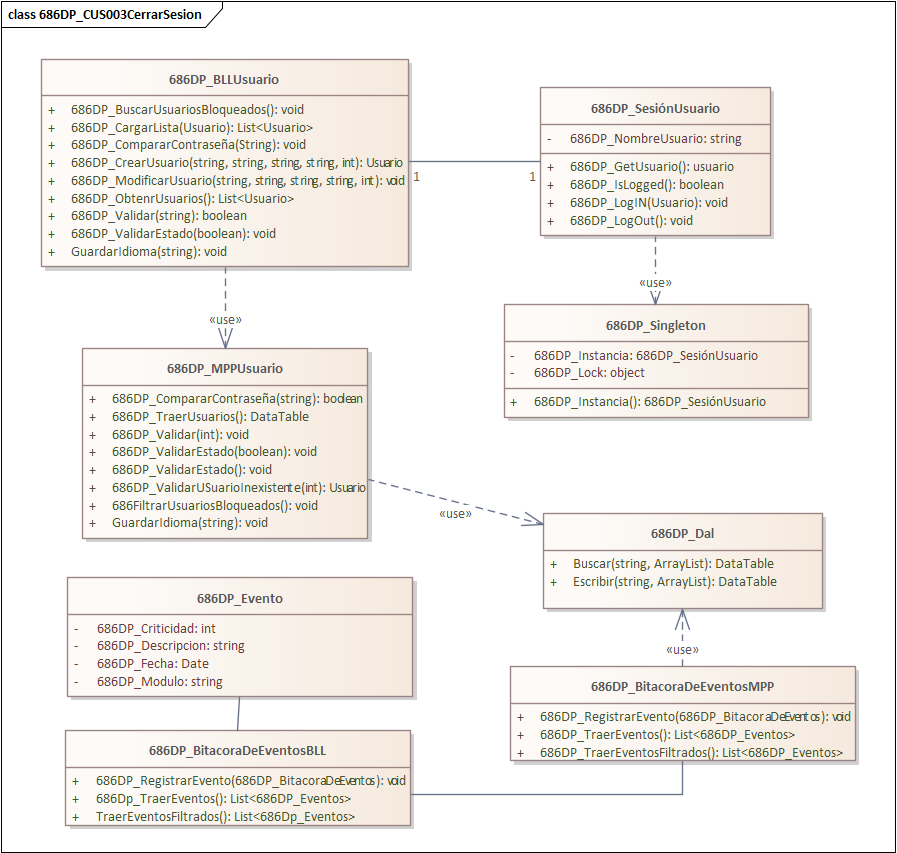 class 686DP_CUS003CerrarSesion
686DP_BLLUsuario
+ 686DP_BuscarUsuariosBloqueados(): void
+ 686DP_CargarLista(Usuario): List<Usuario>
+ 686DP_CompararContraseña(String): void
+ 686DP_CrearUsuario(string, string, string, string, int): Usuario
+ 686DP_ModificarUsuario(string, string, string, string, int): void
+ 686DP_ObtenrUsuarios(): List<Usuario>
+ 686DP_Validar(string): boolean
+ 686DP_ValidarEstado(boolean): void
+ GuardarIdioma(string): void
686DP_SesiónUsuario
- 686DP_NombreUsuario: string
+ 686DP_GetUsuario(): usuario
+ 686DP_IsLogged(): boolean
+ 686DP_LogIN(Usuario): void
+ 686DP_LogOut(): void
1
1
«use»
«use»
686DP_Singleton
- 686DP_Instancia: 686DP_SesiónUsuario
- 686DP_Lock: object
+ 686DP_Instancia(): 686DP_SesiónUsuario
686DP_MPPUsuario
+ 686DP_CompararContraseña(string): boolean
+ 686DP_TraerUsuarios(): DataTable
+ 686DP_Validar(int): void
+ 686DP_ValidarEstado(boolean): void
+ 686DP_ValidarEstado(): void
+ 686DP_ValidarUSuarioInexistente(int): Usuario
+ 686FiltrarUsuariosBloqueados(): void
+ GuardarIdioma(string): void
«use»
686DP_Dal
+ Buscar(string, ArrayList): DataTable
+ Escribir(string, ArrayList): DataTable
686DP_Evento
- 686DP_Criticidad: int
- 686DP_Descripcion: string
- 686DP_Fecha: Date
- 686DP_Modulo: string
«use»
686DP_BitacoraDeEventosMPP
+ 686DP_RegistrarEvento(686DP_BitacoraDeEventos): void
+ 686DP_TraerEventos(): List<686DP_Eventos>
+ 686DP_TraerEventosFiltrados(): List<686DP_Eventos>
686DP_BitacoraDeEventosBLL
+ 686DP_RegistrarEvento(686DP_BitacoraDeEventos): void
+ 686Dp_TraerEventos(): List<686DP_Eventos>
+ TraerEventosFiltrados(): List<686Dp_Eventos>